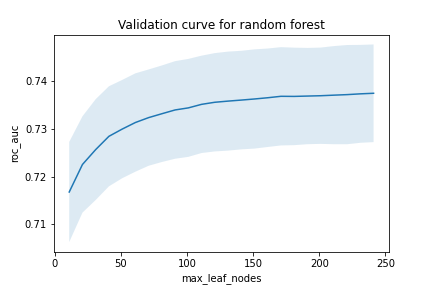 Validation curve for random forest
roc_auc
0.74
0.73
0.72
0.71
0 50 100 150 200 250
max_leaf_nodes